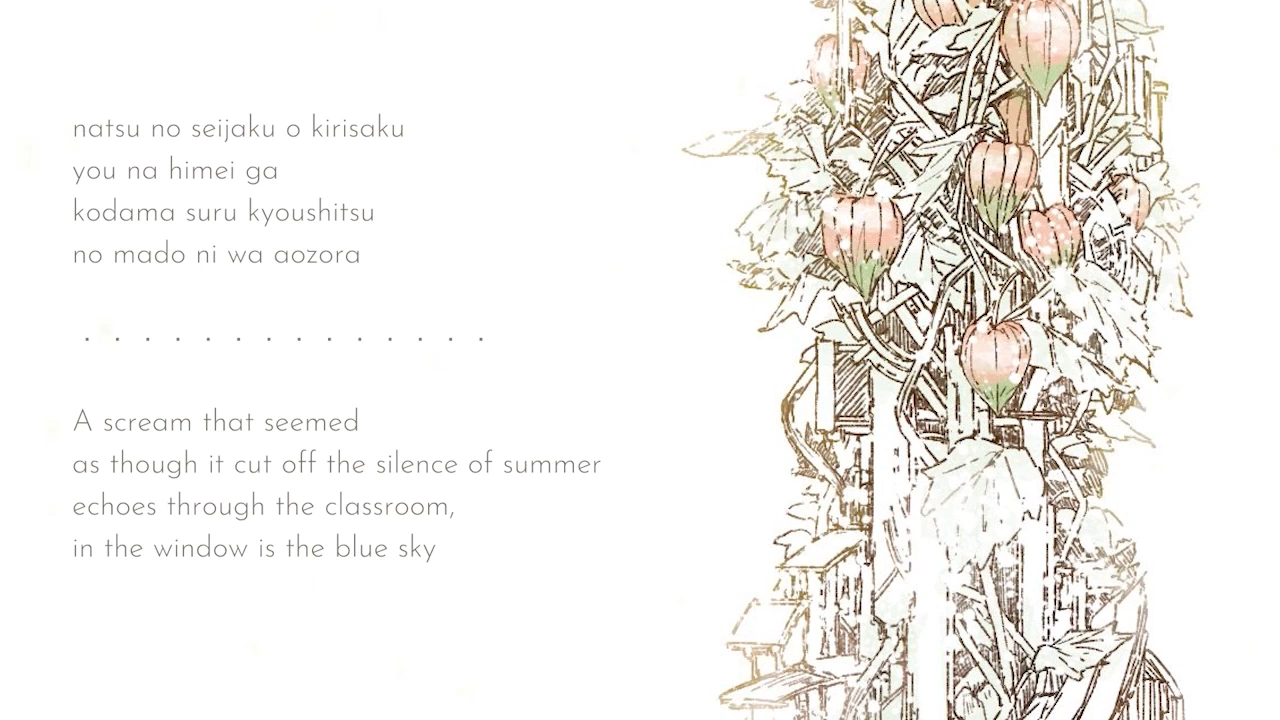 natsu no seijaku o kirisaku
you na himei ga
kodama suru kyoushitsu
no mado ni wa aozora
. . . . . . . . . . . . . .
A scream that seemed
as though it cut off the silence of summer
echoes through the classroom,
in the window is the blue sky